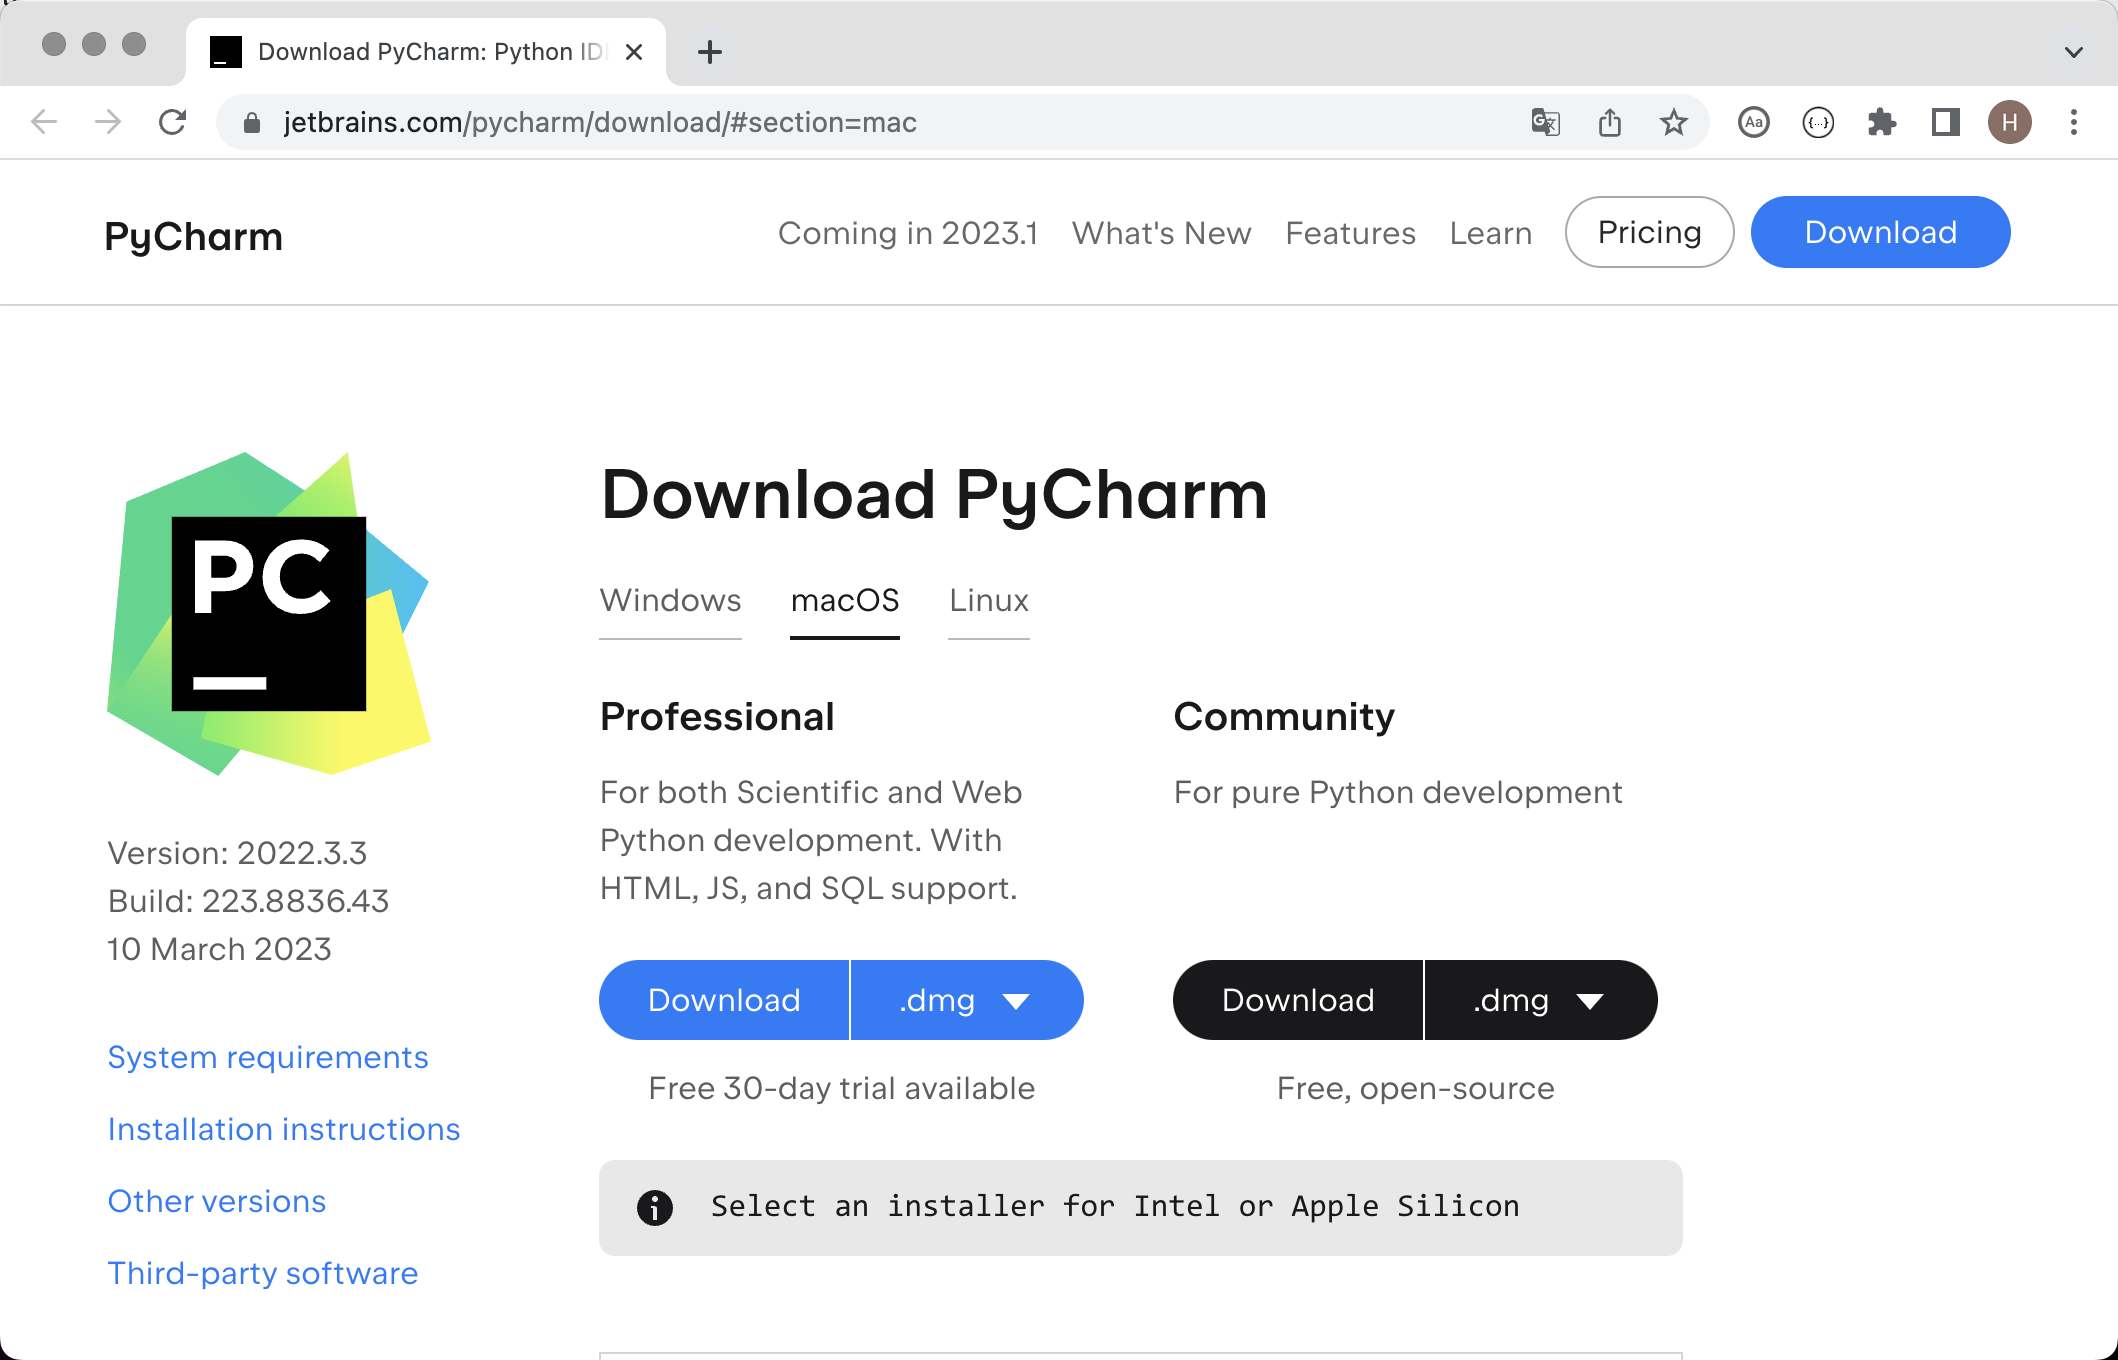 Download PyCharm: Python ID
jetbrains.com/pycharm/download/#section=mac
Aa
{...}
H
PyCharm
Coming in 2023.1
What's New
Features
Learn
Pricing
Download
PC
Download PyCharm
Windows
macOS
Linux
Professional
For both Scientific and Web
Python development. With
HTML, JS, and SQL support.
Download
.dmg
Free 30-day trial available
Community
For pure Python development
Download
.dmg
Free, open-source
Version: 2022.3.3
Build: 223.8836.43
10 March 2023
System requirements
Installation instructions
Other versions
Third-party software
Select an installer for Intel or Apple Silicon